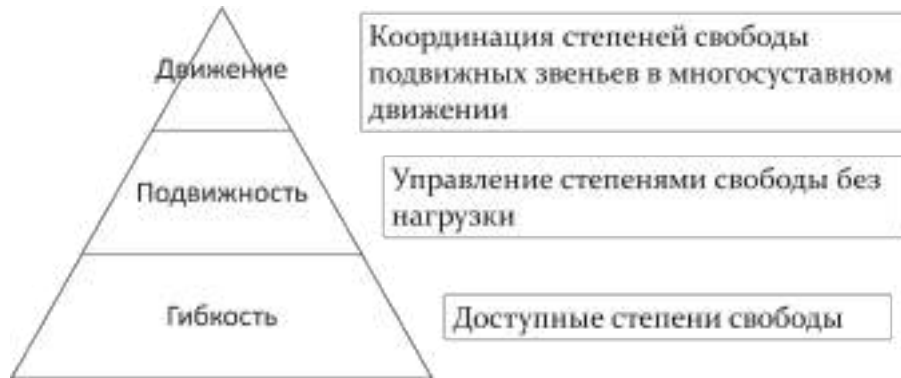 Движение
Координация степеней свободы
подвижных звеньев в многосуставном
движении
Подвижность
Управление степенями свободы без
нагрузки
Гибкость
Доступные степени свободы